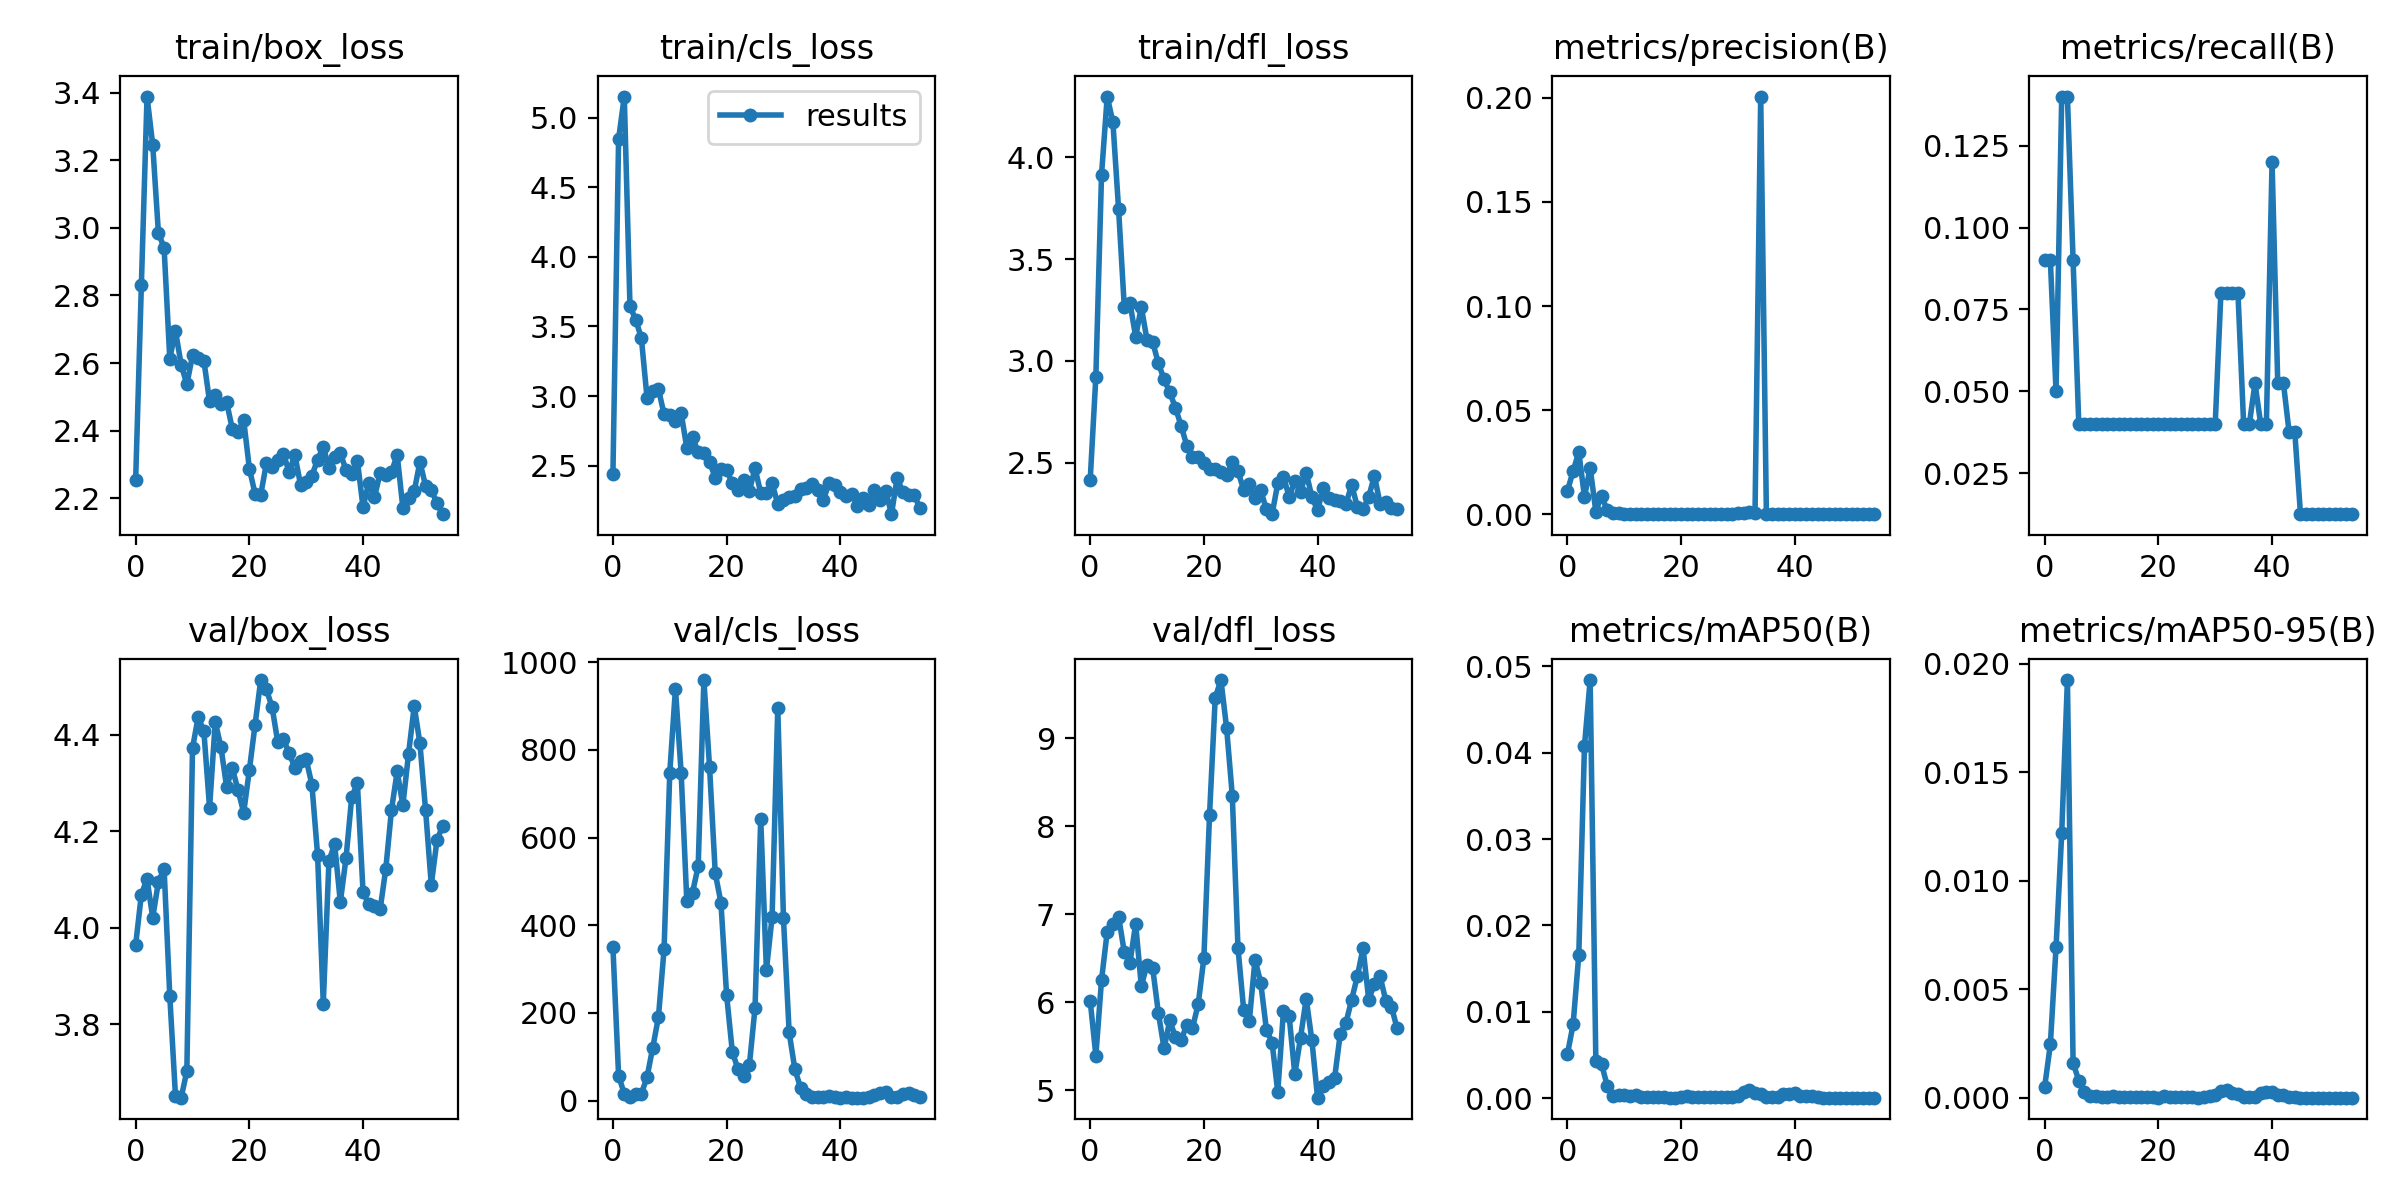 train/box_loss
3.4
3.2
3.0
2.8
2.6
2.4
2.2
0 20 40
train/cls_loss
results
5.0
4.5
4.0
3.5
3.0
2.5
0 20 40
train/dfl_loss
4.0
3.5
3.0
2.5
0 20 40
metrics/precision(B)
0.20
0.15
0.10
0.05
0.00
0 20 40
metrics/recall(B)
0.125
0.100
0.075
0.050
0.025
0 20 40
val/box_loss
4.4
4.2
4.0
3.8
0 20 40
val/cls_loss
1000
800
600
400
200
0
0 20 40
val/dfl_loss
9
8
7
6
5
0 20 40
metrics/mAP50(B)
0.05
0.04
0.03
0.02
0.01
0.00
0 20 40
metrics/mAP50-95(B)
0.020
0.015
0.010
0.005
0.000
0 20 40